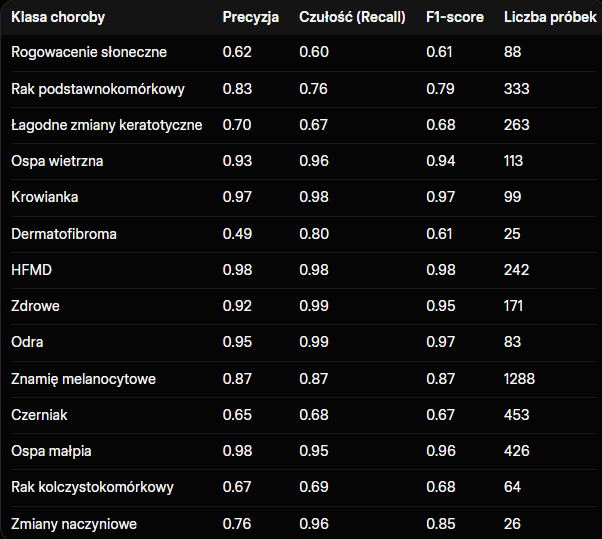 Klasa choroby Precyzja Czułość (Recall) F1-score Liczba próbek
Rogowacenie słoneczne 0.62 0.60 0.61 88
Rak podstawnokomórkowy 0.83 0.76 0.79 333
Łagodne zmiany keratotyczne 0.70 0.67 0.68 263
Ospa wietrzna 0.93 0.96 0.94 113
Krowianka 0.97 0.98 0.97 99
Dermatofibroma 0.49 0.80 0.61 25
HFMD 0.98 0.98 0.98 242
Zdrowe 0.92 0.99 0.95 171
Odra 0.95 0.99 0.97 83
Znamię melanocytowe 0.87 0.87 0.87 1288
Czerniak 0.65 0.68 0.67 453
Ospa małpia 0.98 0.95 0.96 426
Rak kolczystokomórkowy 0.67 0.69 0.68 64
Zmiany naczyniowe 0.76 0.96 0.85 26